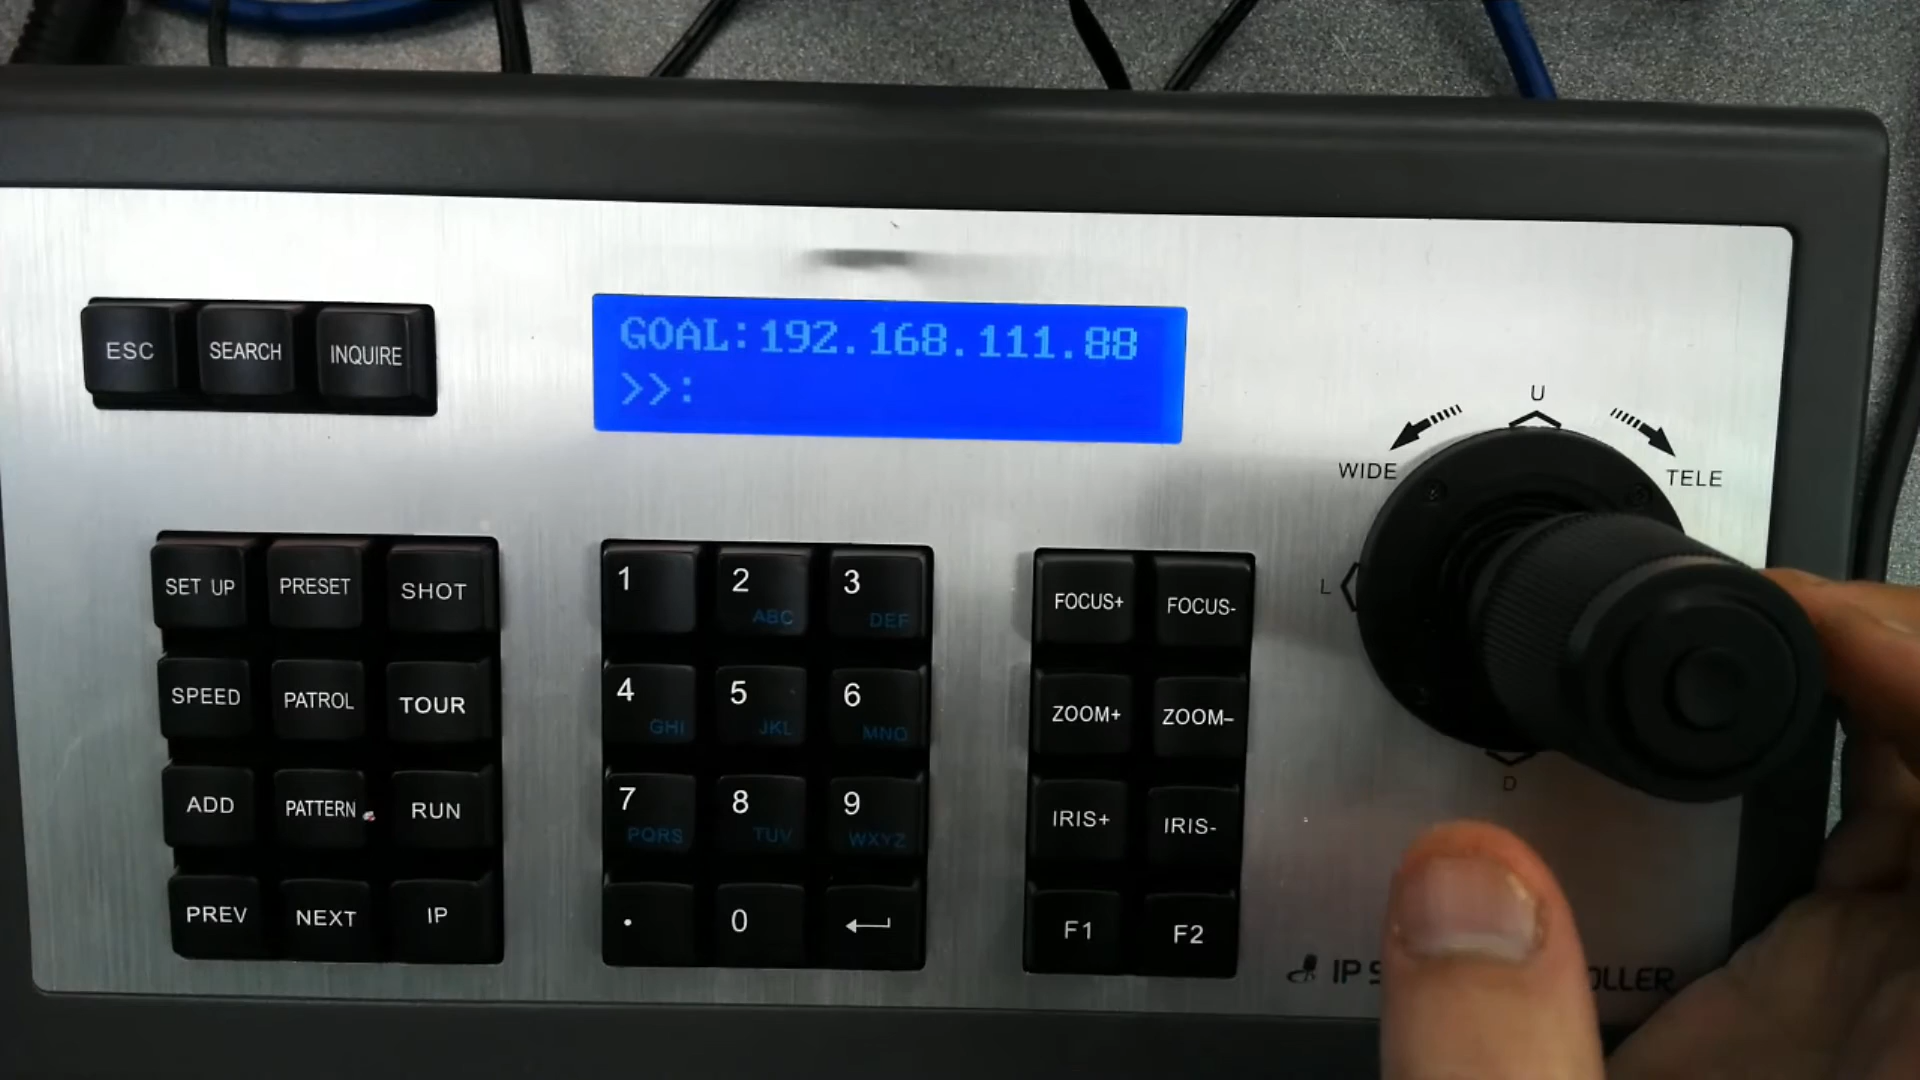 GOAL:192.168.111.88
>>:
ESC SEARCH INQUIRE
U
WIDE TELE
L
D
SET UP PRESET SHOT
SPEED PATROL TOUR
ADD PATTERN RUN
PREV NEXT IP
1 2 ABC 3 DEF
4 GHI 5 JKL 6 MNO
7 PQRS 8 TUV 9 WXYZ
. 0
FOCUS+ FOCUS-
ZOOM+ ZOOM-
IRIS+ IRIS-
F1 F2
IP